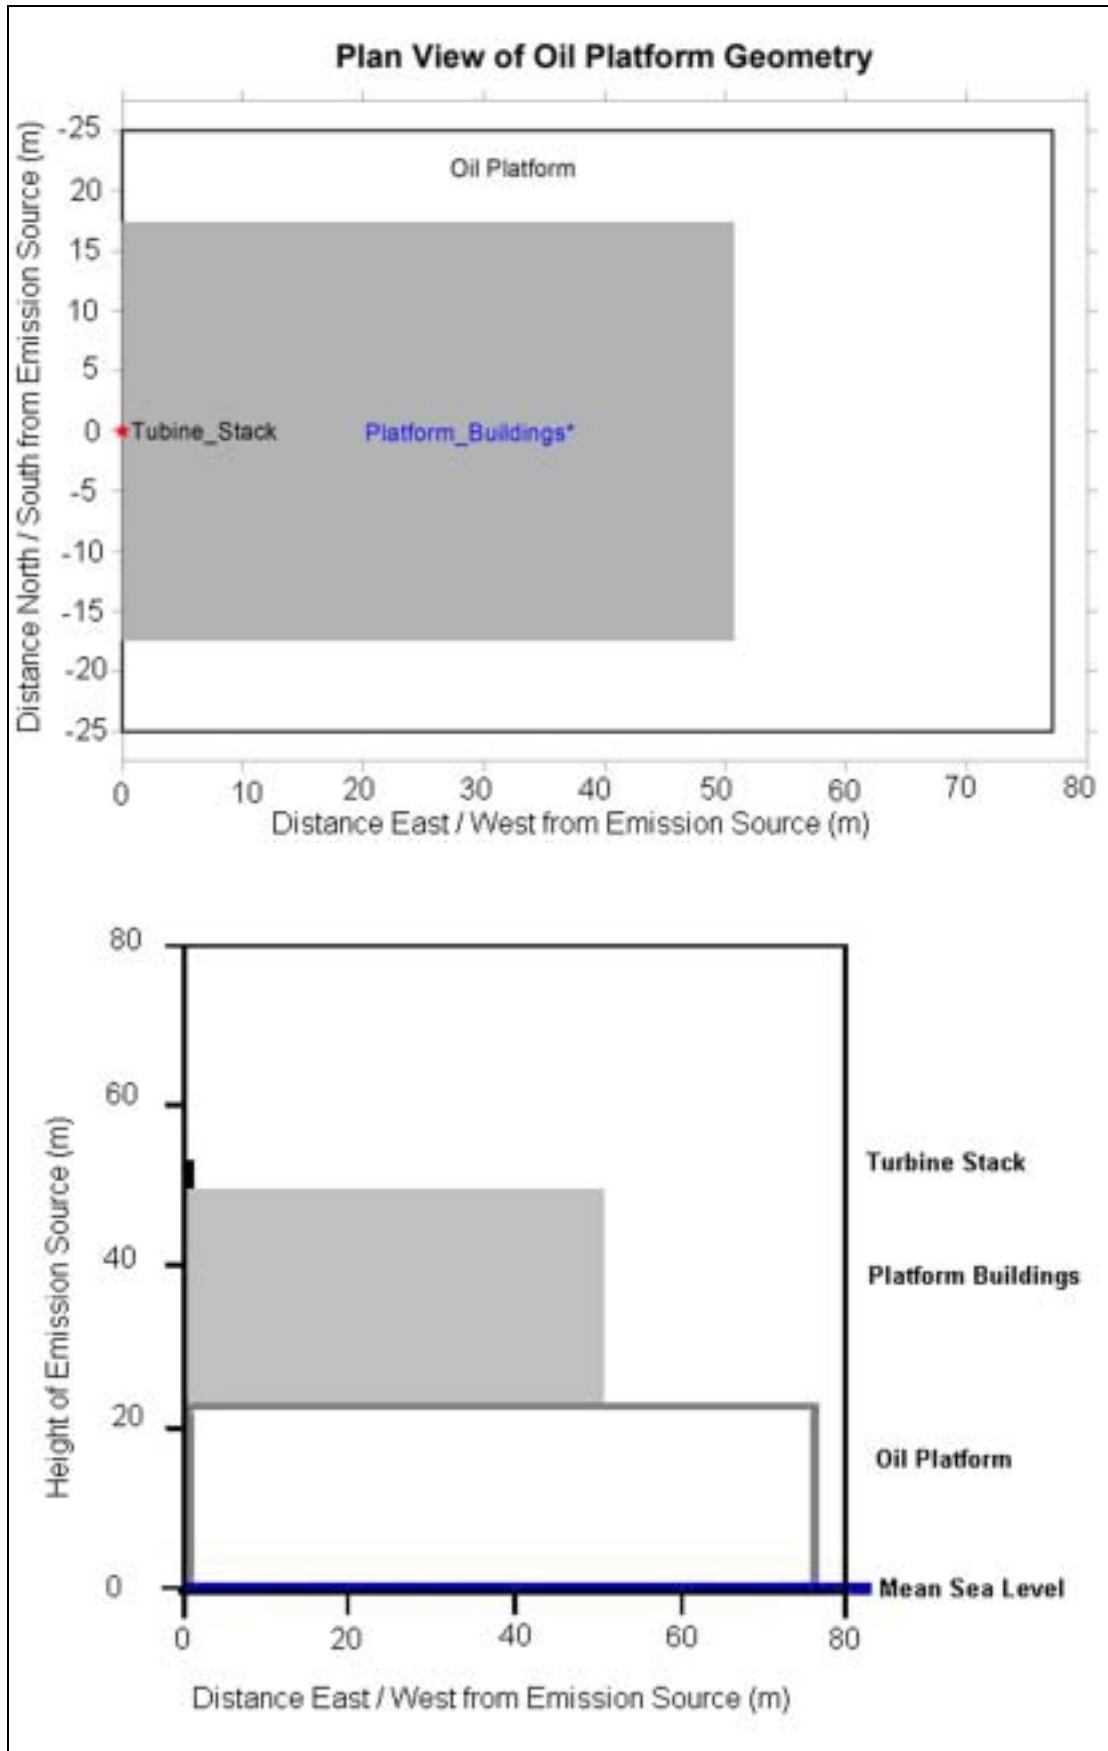 Plan View of Oil Platform Geometry
Distance North / South from Emission Source (m)
-25
20
15
10
5
0
-5
-10
-15
-20
-25
Oil Platform
Tubine_Stack
Platform_Buildings*
0 10 20 30 40 50 60 70 80
Distance East / West from Emission Source (m)
Height of Emission Source (m)
80
60
40
20
0
Turbine Stack
Platform Buildings
Oil Platform
Mean Sea Level
0 20 40 60 80
Distance East / West from Emission Source (m)